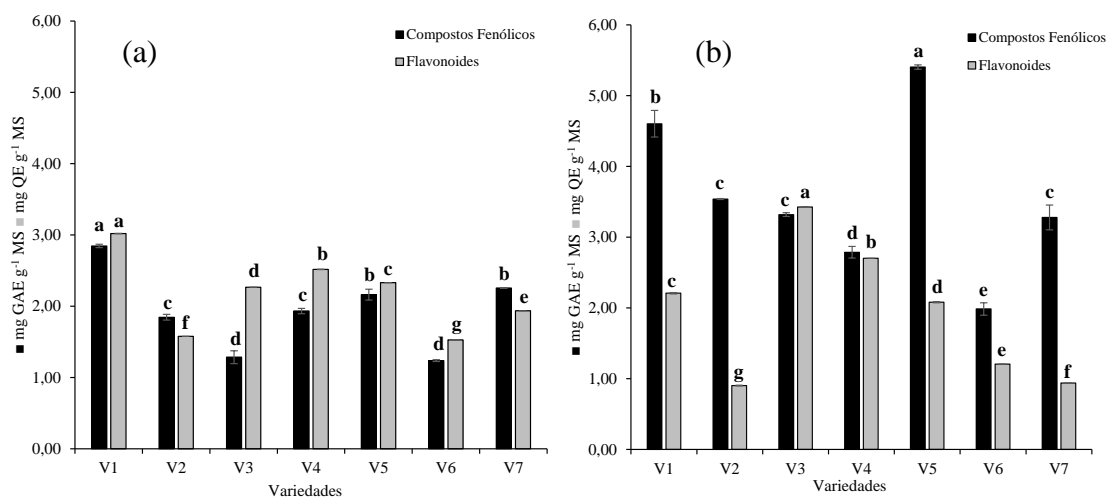 6,00
5,00
4,00
3,00
2,00
1,00
0,00
■ mg GAE g⁻¹ MS ■ mg QE g⁻¹ MS
(a)
Compostos Fenólicos
Flavonoides
a a
c f
d d
c b
b c
d g
b e
V1 V2 V3 V4 V5 V6 V7
Variedades
6,00
5,00
4,00
3,00
2,00
1,00
0,00
■ mg GAE g⁻¹ MS ■ mg QE g⁻¹ MS
(b)
Compostos Fenólicos
Flavonoides
b c
c g
c a
d b
a d
e e
c f
V1 V2 V3 V4 V5 V6 V7
Variedades